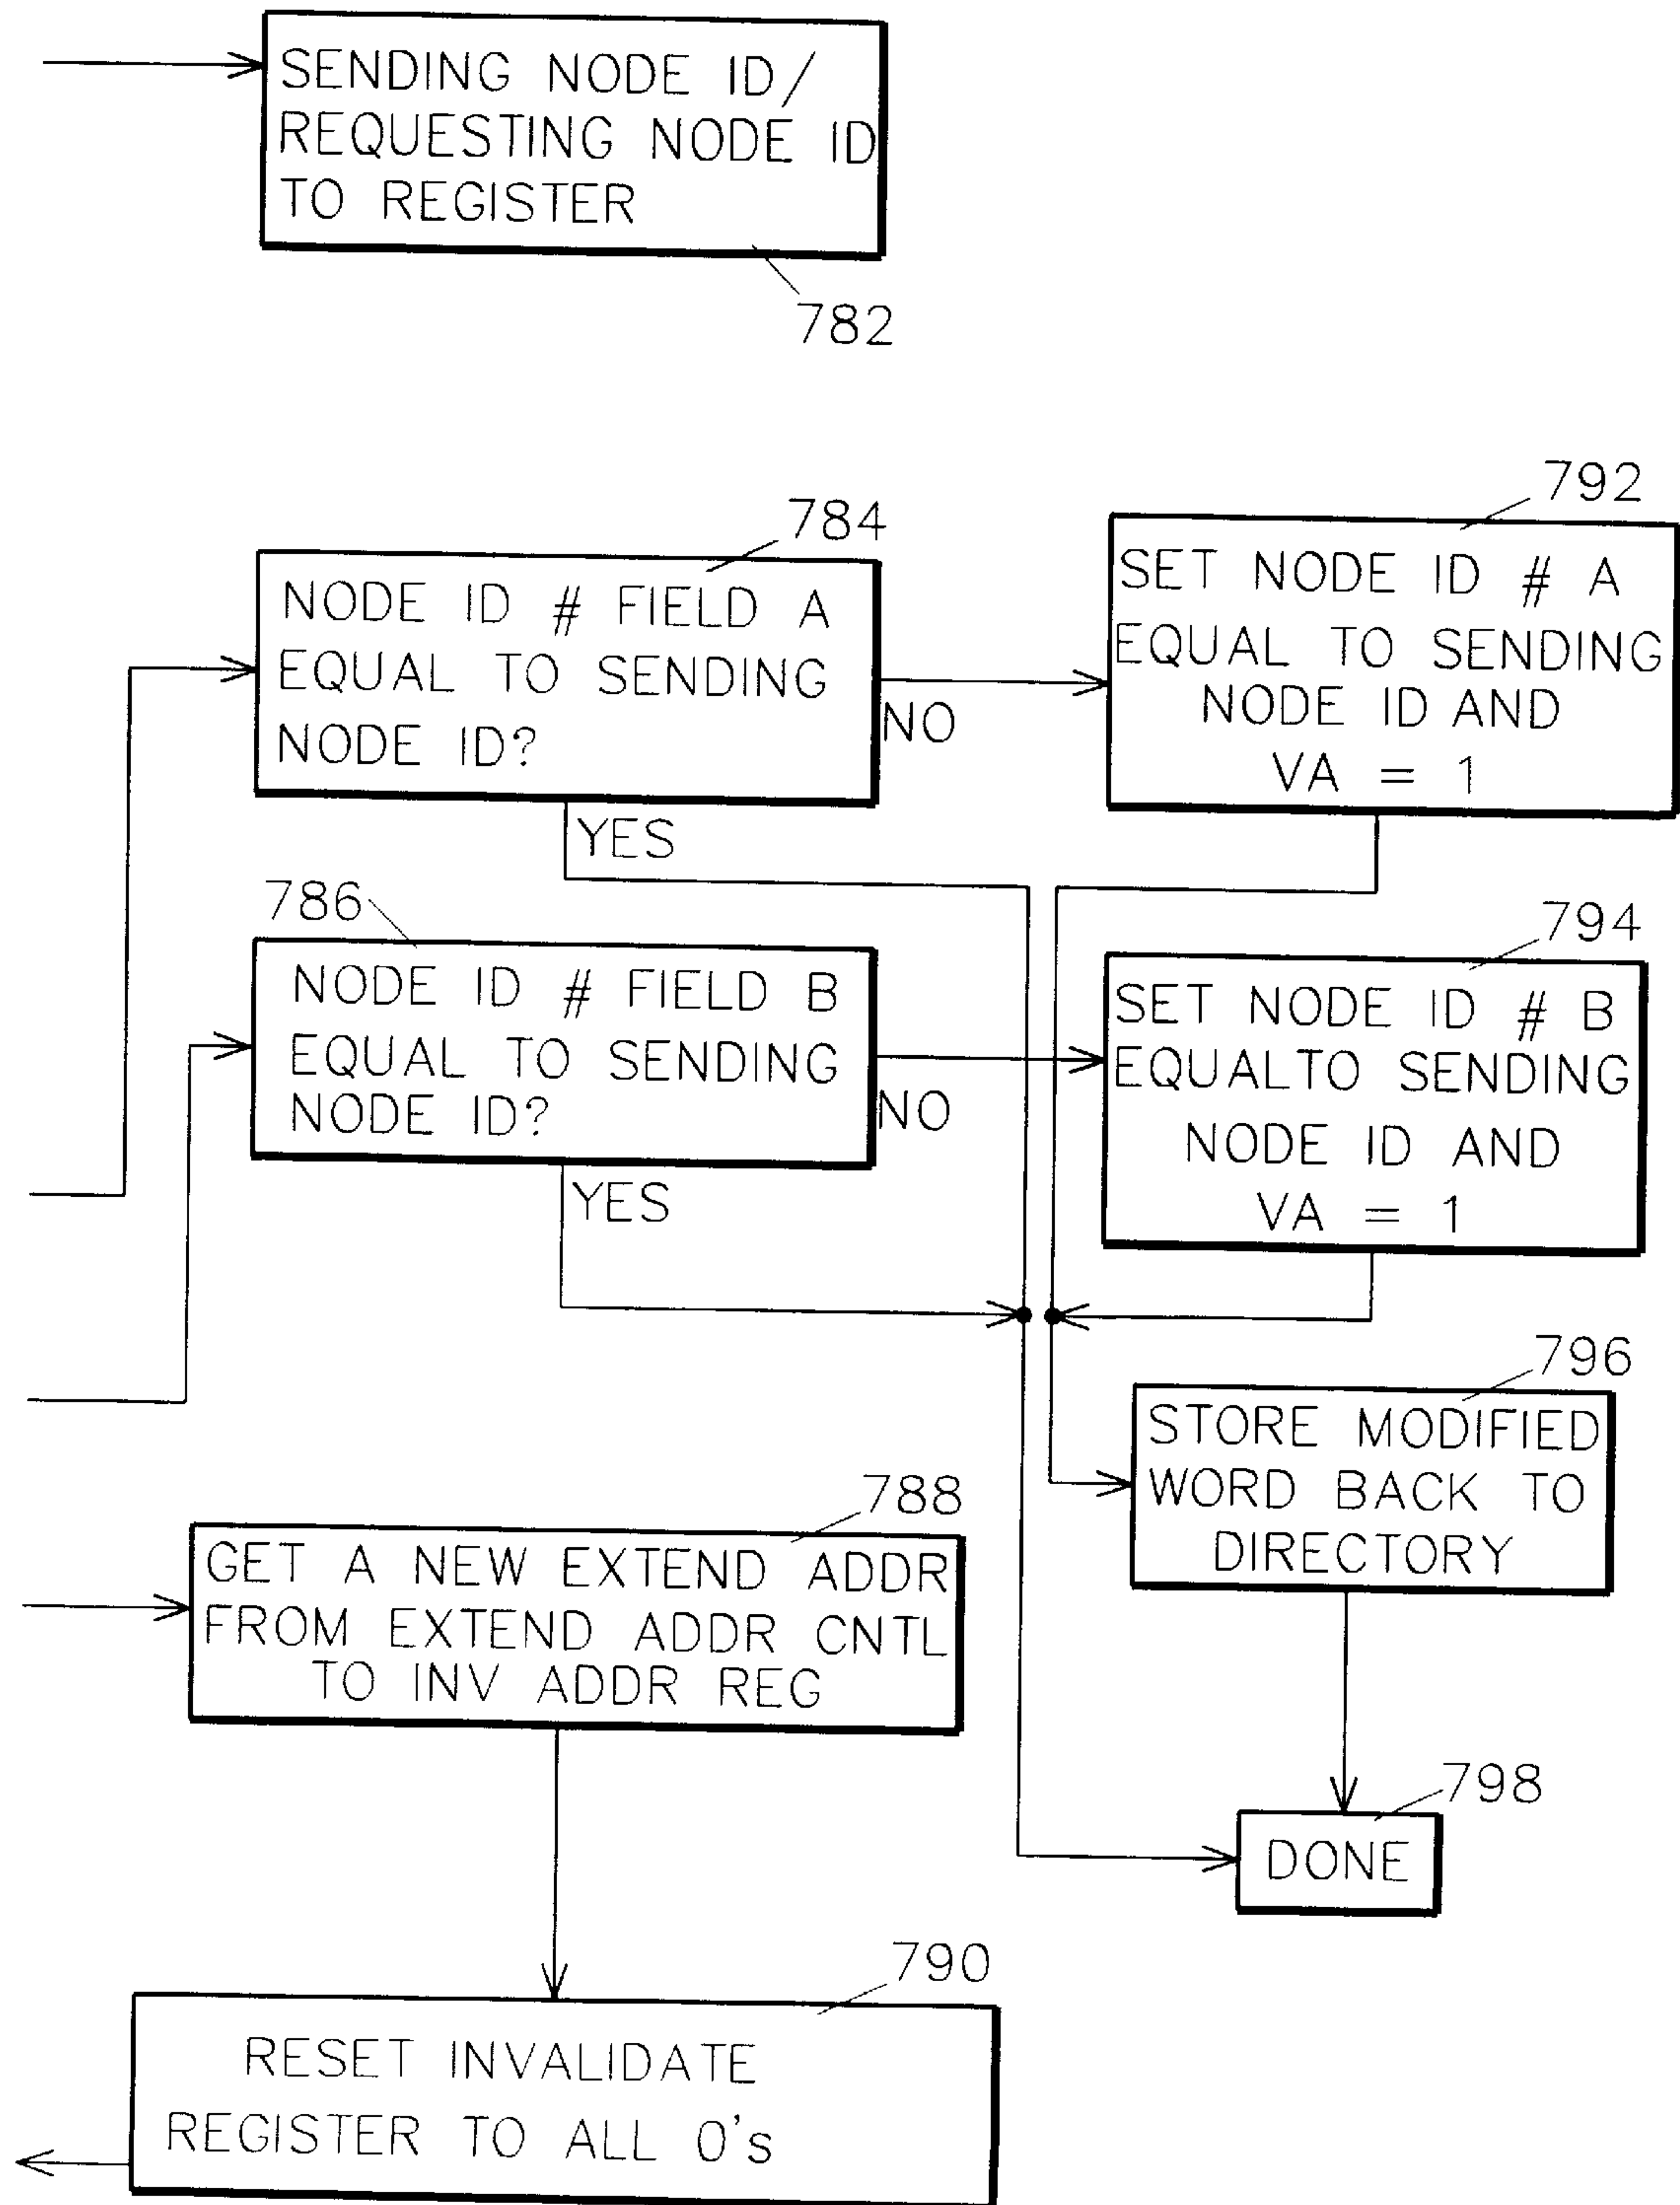 SENDING NODE ID/
REQUESTING NODE ID
TO REGISTER
782
784
NODE ID # FIELD A
EQUAL TO SENDING
NODE ID?
NO
YES
792
SET NODE ID # A
EQUAL TO SENDING
NODE ID AND
VA = 1
786
NODE ID # FIELD B
EQUAL TO SENDING
NODE ID?
NO
YES
794
SET NODE ID # B
EQUALTO SENDING
NODE ID AND
VA = 1
796
STORE MODIFIED
WORD BACK TO
DIRECTORY
788
GET A NEW EXTEND ADDR
FROM EXTEND ADDR CNTL
TO INV ADDR REG
798
DONE
790
RESET INVALIDATE
REGISTER TO ALL 0's